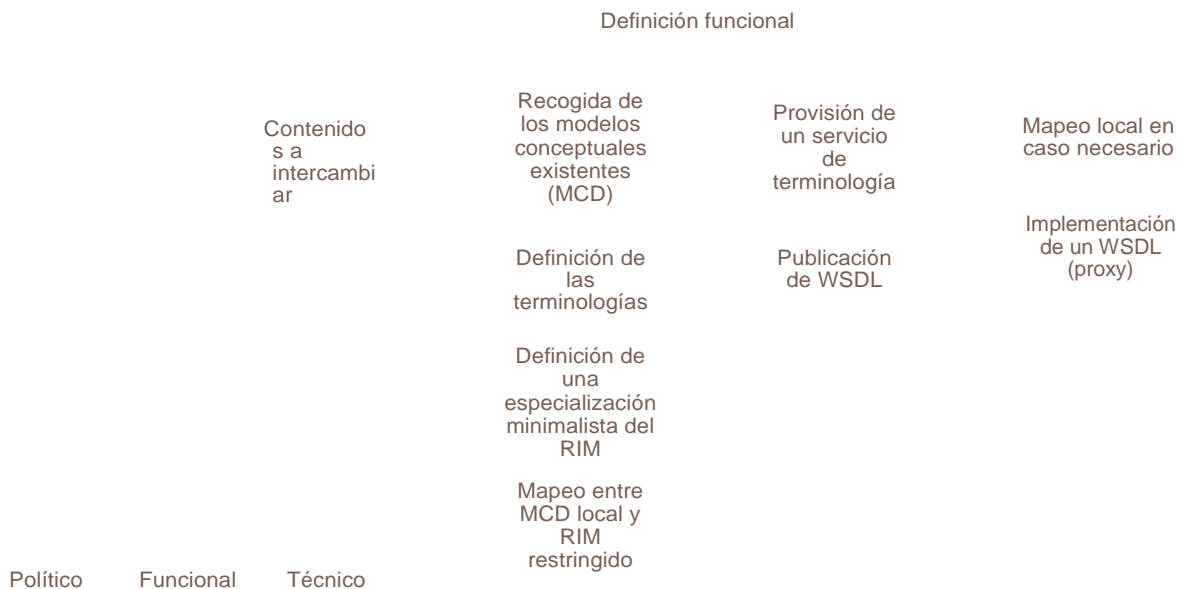 Definición funcional
Contenido
s a
intercambi
ar
Recogida de
los modelos
conceptuales
existentes
(MCD)
Definición de
las
terminologías
Definición de
una
especialización
minimalista del
RIM
Mapeo entre
MCD local y
RIM
restringido
Provisión de
un servicio
de
terminología
Publicación
de WSDL
Mapeo local en
caso necesario
Implementación
de un WSDL
(proxy)
Político
Funcional
Técnico